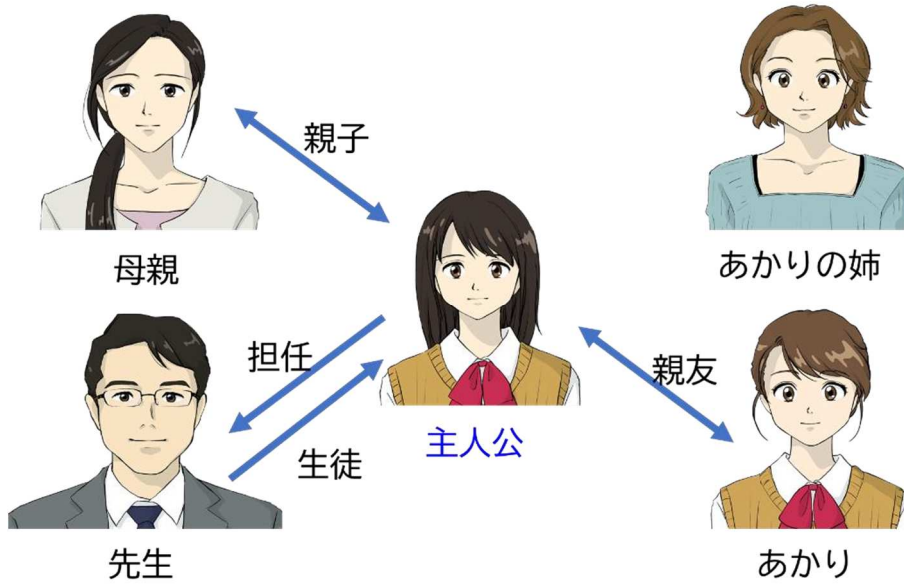 親子
母親
あかりの姉
担任
親友
生徒
主人公
先生
あかり